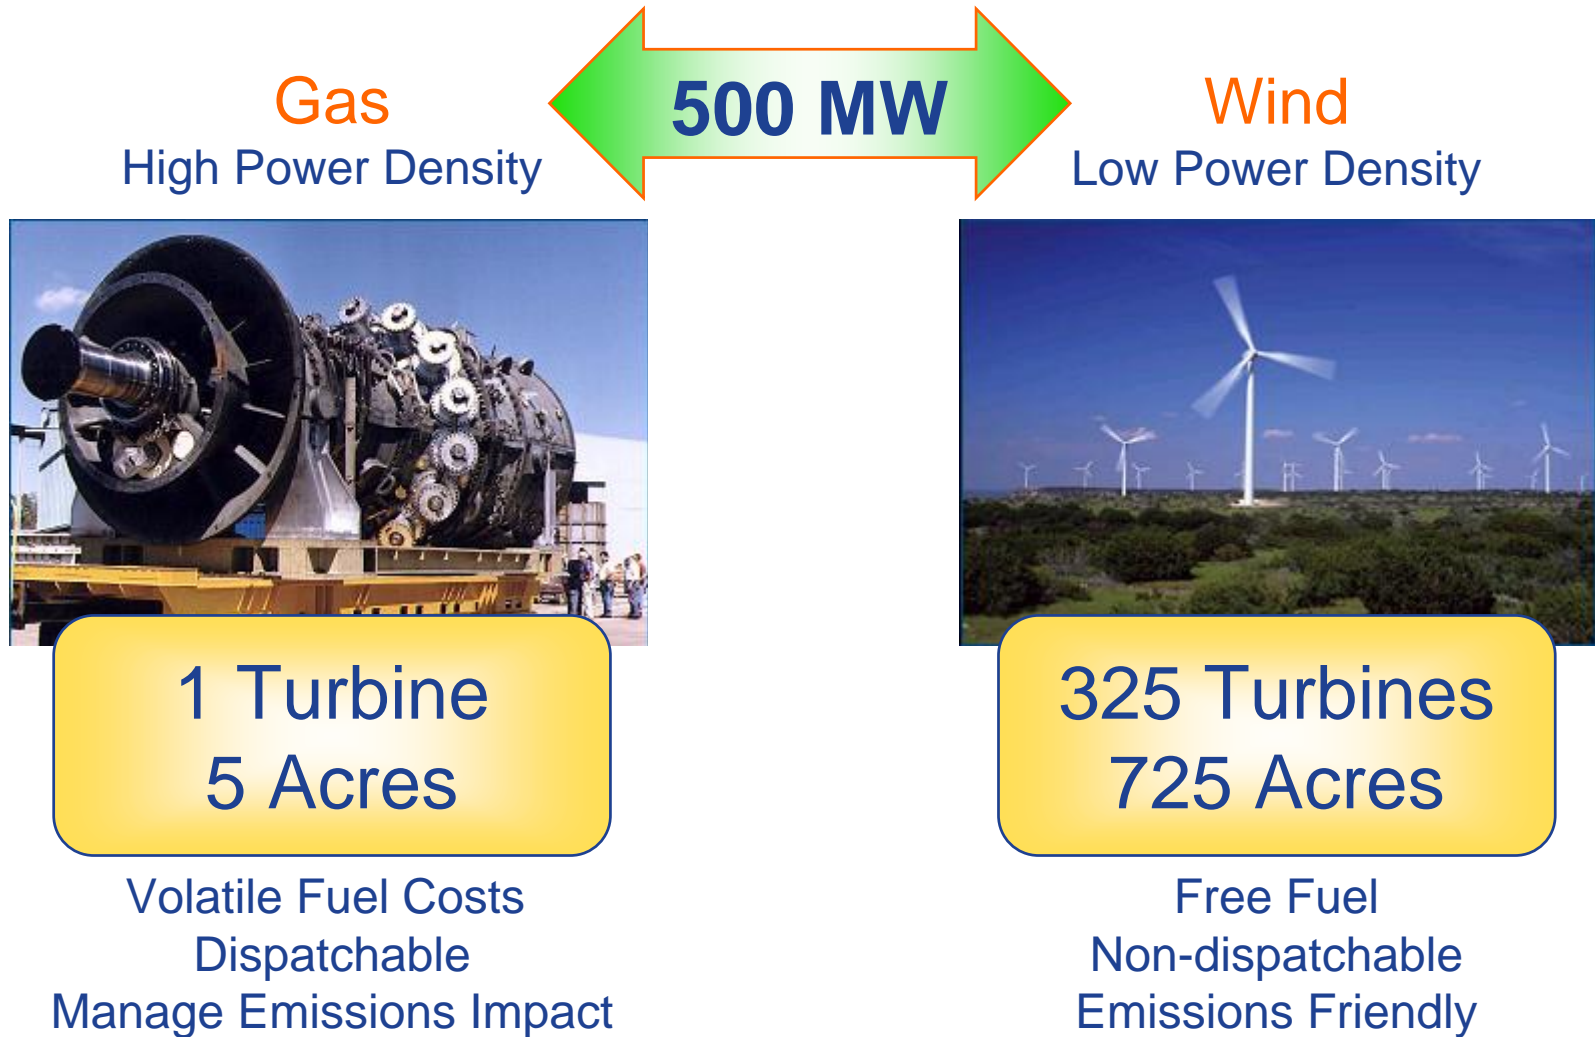 500 MW
Gas
High Power Density
Wind
Low Power Density
1 Turbine
5 Acres
325 Turbines
725 Acres
Volatile Fuel Costs
Dispatchable
Manage Emissions Impact
Free Fuel
Non-dispatchable
Emissions Friendly